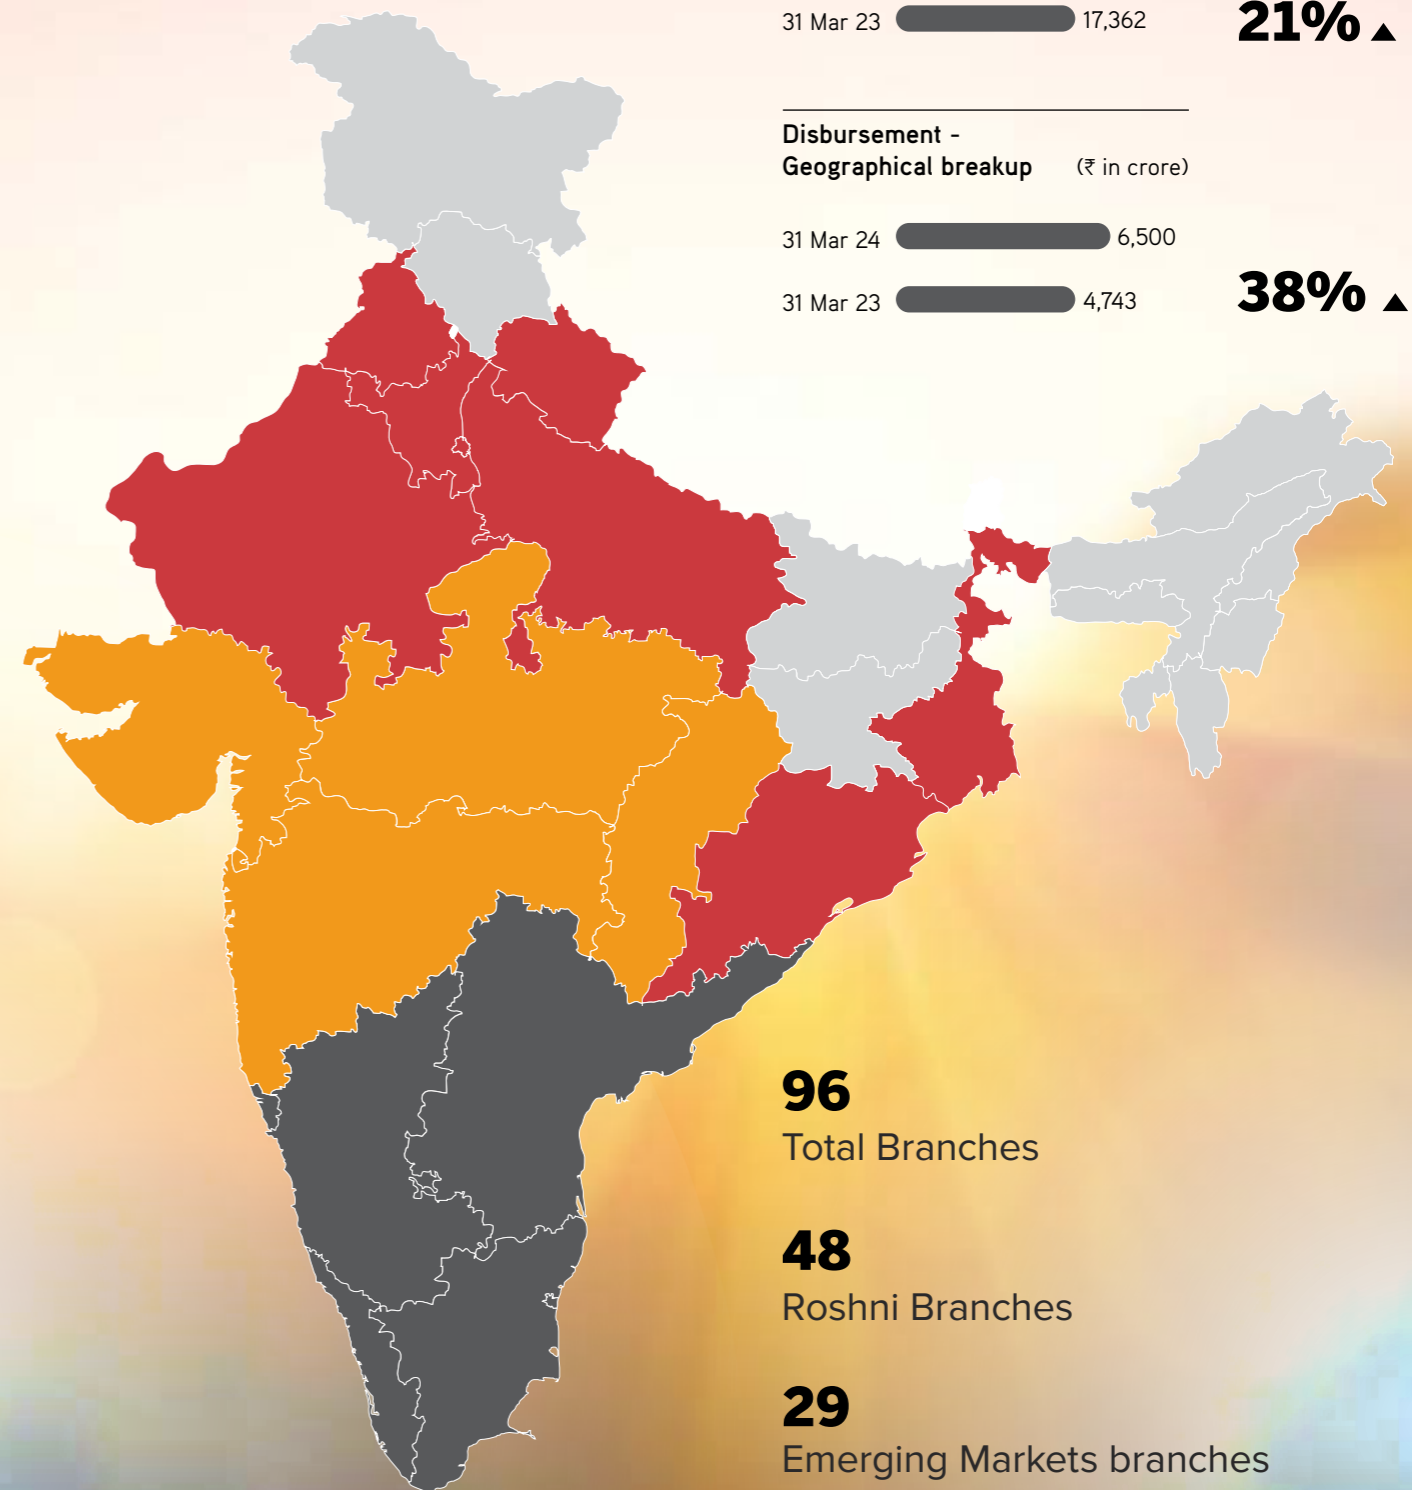 31 Mar 23 17,362
21% ▲
Disbursement -
Geographical breakup (₹ in crore)
31 Mar 24 6,500
31 Mar 23 4,743
38% ▲
96
Total Branches
48
Roshni Branches
29
Emerging Markets branches